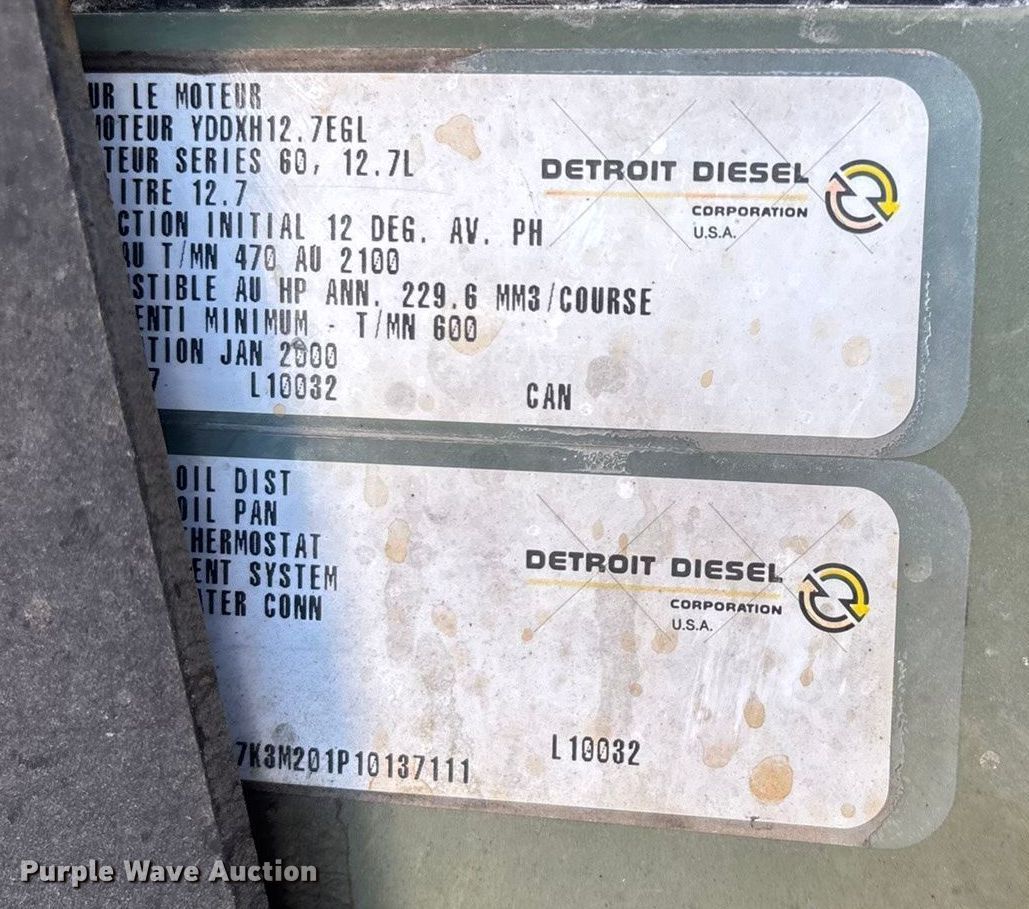 UR LE MOTEUR
MOTEUR YDDXH12.7EGL
TEUR SERIES 60, 12.7L
LITRE 12.7
CTION INITIAL 12 DEG. AV. PH
AU T/MN 470 AU 2100
STIBLE AU HP ANN. 229.6 MM3/COURSE
ENTI MINIMUM - T/MN 600
TION JAN 2000
7 L10032 CAN
DETROIT DIESEL
CORPORATION
U.S.A.
OIL DIST
OIL PAN
THERMOSTAT
ENT SYSTEM
TER CONN
DETROIT DIESEL
CORPORATION
U.S.A.
7K3M201P10137111 L10032
Purple Wave Auction